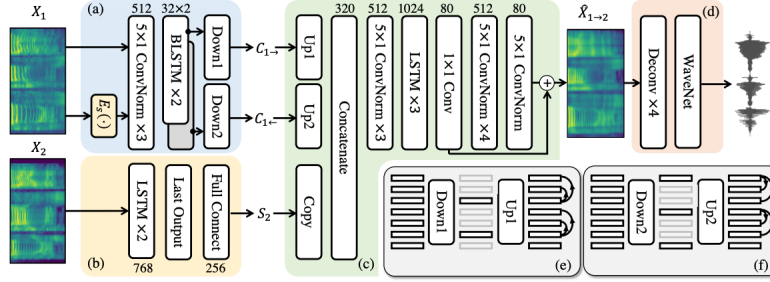 X₁
(a)
512
32×2
E_s(·)
5×1 ConvNorm ×3
BLSTM ×2
Down1
Down2
C₁→
C₁←
X₂
(b)
LSTM ×2
Last Output
Full Connect
768
256
S₂
Up1
Up2
Copy
320
Concatenate
512
5×1 ConvNorm ×3
1024
LSTM ×3
80
1×1 Conv
512
5×1 ConvNorm ×4
80
5×1 ConvNorm
+
(c)
X̂₁→₂
(d)
Deconv ×4
WaveNet
Down1
Up1
(e)
Down2
Up2
(f)